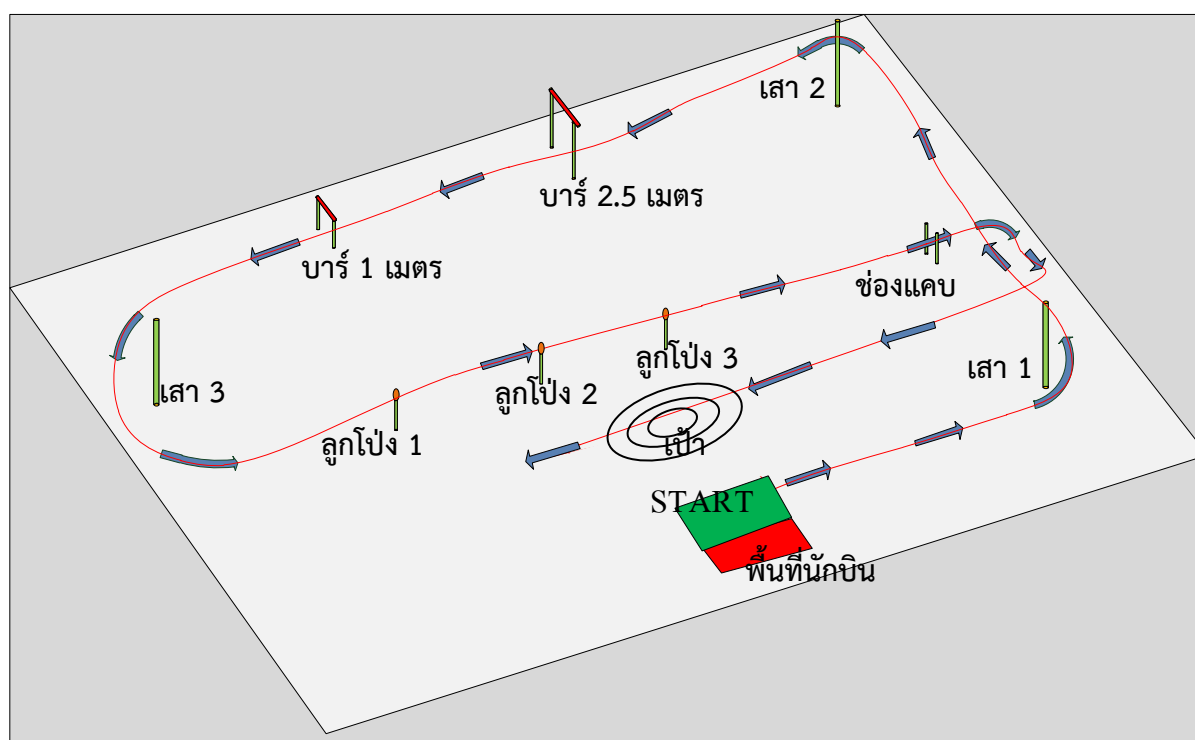 เสา 2
บาร์ 2.5 เมตร
บาร์ 1 เมตร
ช่องแคบ
ลูกโป่ง 3
เสา 1
ลูกโป่ง 2
เสา 3
ลูกโป่ง 1
เป้า
START
พื้นที่นักบิน